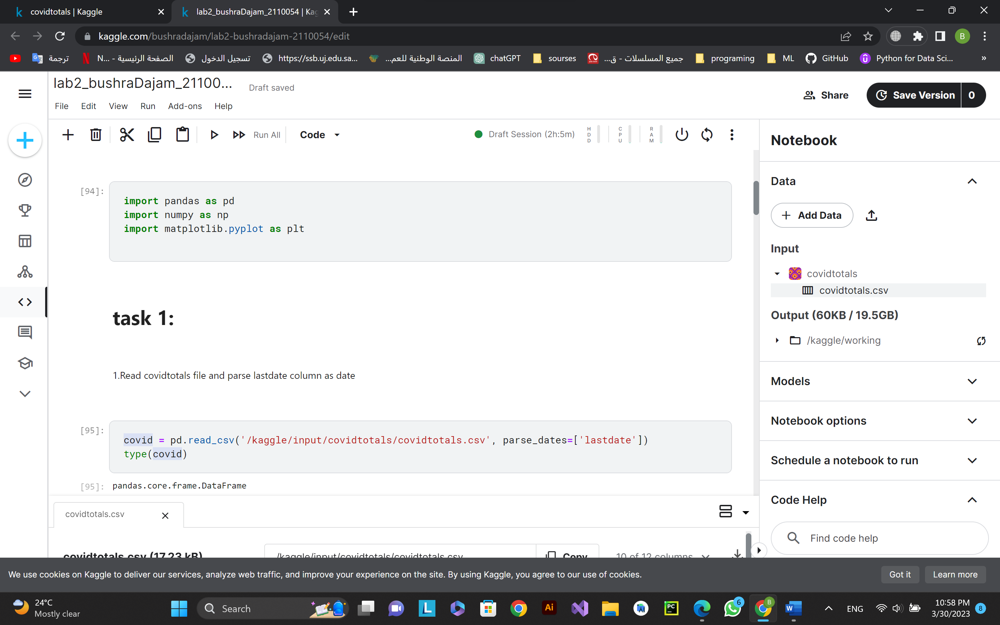 covidtotals | Kaggle
lab2_bushraDajam_2110054 | Kag
kaggle.com/bushradajam/lab2-bushradajam-2110054/edit
ترجمة
الصفحة الرئيسية - N...
تسجيل الدخول
https://ssb.uj.edu.sa...
المنصة الوطنية للعم...
chatGPT
sourses
جميع المسلسلات - ق...
programing
ML
GitHub
Python for Data Sci...
»
B
lab2_bushraDajam_21100...
Draft saved
File Edit View Run Add-ons Help
Share
Save Version 0
Run All
Code
Draft Session (2h:5m)
HDD
CPU
RAM
[94]:
import pandas as pd
import numpy as np
import matplotlib.pyplot as plt
task 1:
1.Read covidtotals file and parse lastdate column as date
[95]:
covid = pd.read_csv('/kaggle/input/covidtotals/covidtotals.csv', parse_dates=['lastdate'])
type(covid)
[95]: pandas.core.frame.DataFrame
covidtotals.csv
covidtotals.csv (17.23 kB)
/kaggle/input/covidtotals/covidtotals.csv
Copy
10 of 12 columns
Notebook
Data
Add Data
Input
covidtotals
covidtotals.csv
Output (60KB / 19.5GB)
/kaggle/working
Models
Notebook options
Schedule a notebook to run
Code Help
Find code help
We use cookies on Kaggle to deliver our services, analyze web traffic, and improve your experience on the site. By using Kaggle, you agree to our use of cookies.
Got it
Learn more
24°C
Mostly clear
Search
L
Ai
PC
6
B
W
ENG
10:58 PM
3/30/2023
8